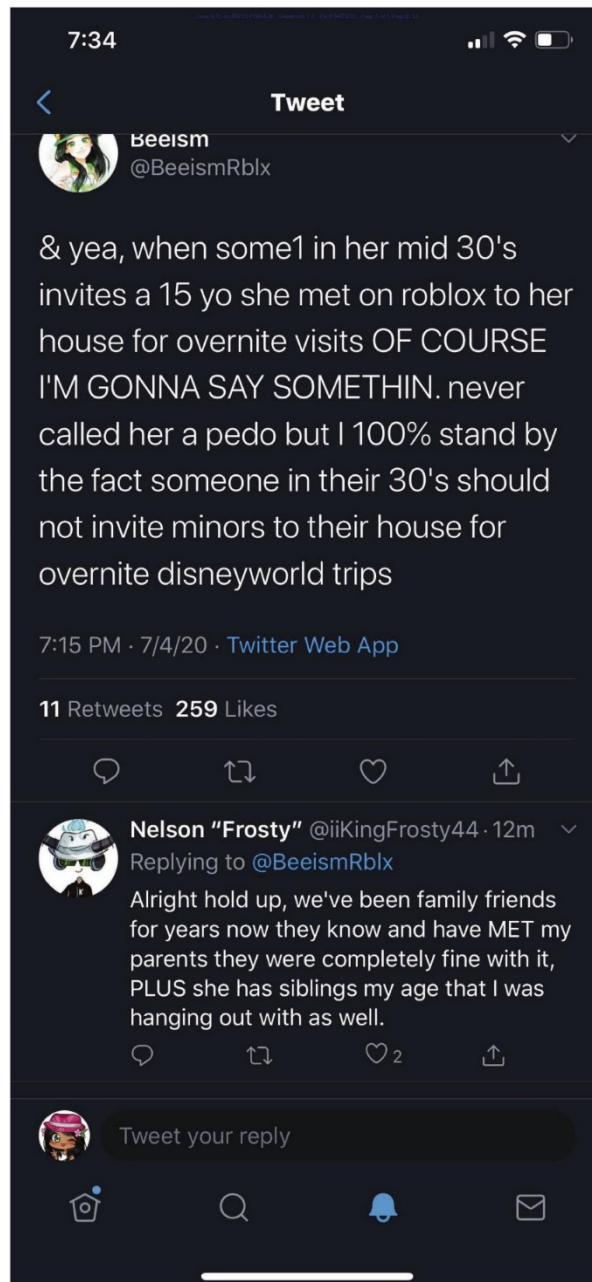 7:34
Tweet
Beeism
@BeeismRblx
& yea, when some1 in her mid 30's
invites a 15 yo she met on roblox to her
house for overnite visits OF COURSE
I'M GONNA SAY SOMETHIN. never
called her a pedo but I 100% stand by
the fact someone in their 30's should
not invite minors to their house for
overnite disneyworld trips
7:15 PM · 7/4/20 · Twitter Web App
11 Retweets 259 Likes
Nelson "Frosty" @iiKingFrosty44 · 12m
Replying to @BeeismRblx
Alright hold up, we've been family friends
for years now they know and have MET my
parents they were completely fine with it,
PLUS she has siblings my age that I was
hanging out with as well.
2
Tweet your reply